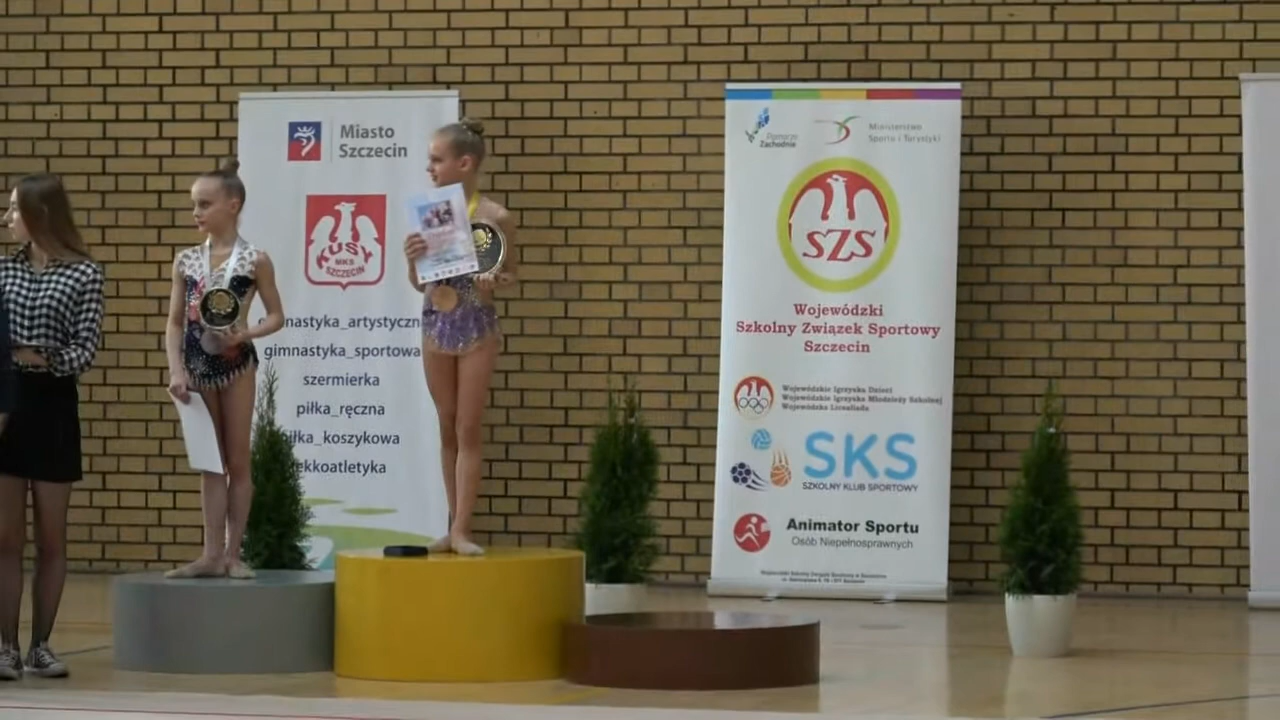 Miasto
Szczecin
KUSY
MKS
SZCZECIN
gimnastyka_sportowa
szermierka
piłka_ręczna
Pomorze
Zachodnie
Ministerstwo
Sportu i Turystyki
SZS
Wojewódzki
Szkolny Związek Sportowy
Szczecin
Wojewódzkie Igrzyska Dzieci
Wojewódzkie Igrzyska Młodzieży Szkolnej
Wojewódzka Licealiada
SKS
SZKOLNY KLUB SPORTOWY
Animator Sportu
Osób Niepełnosprawnych